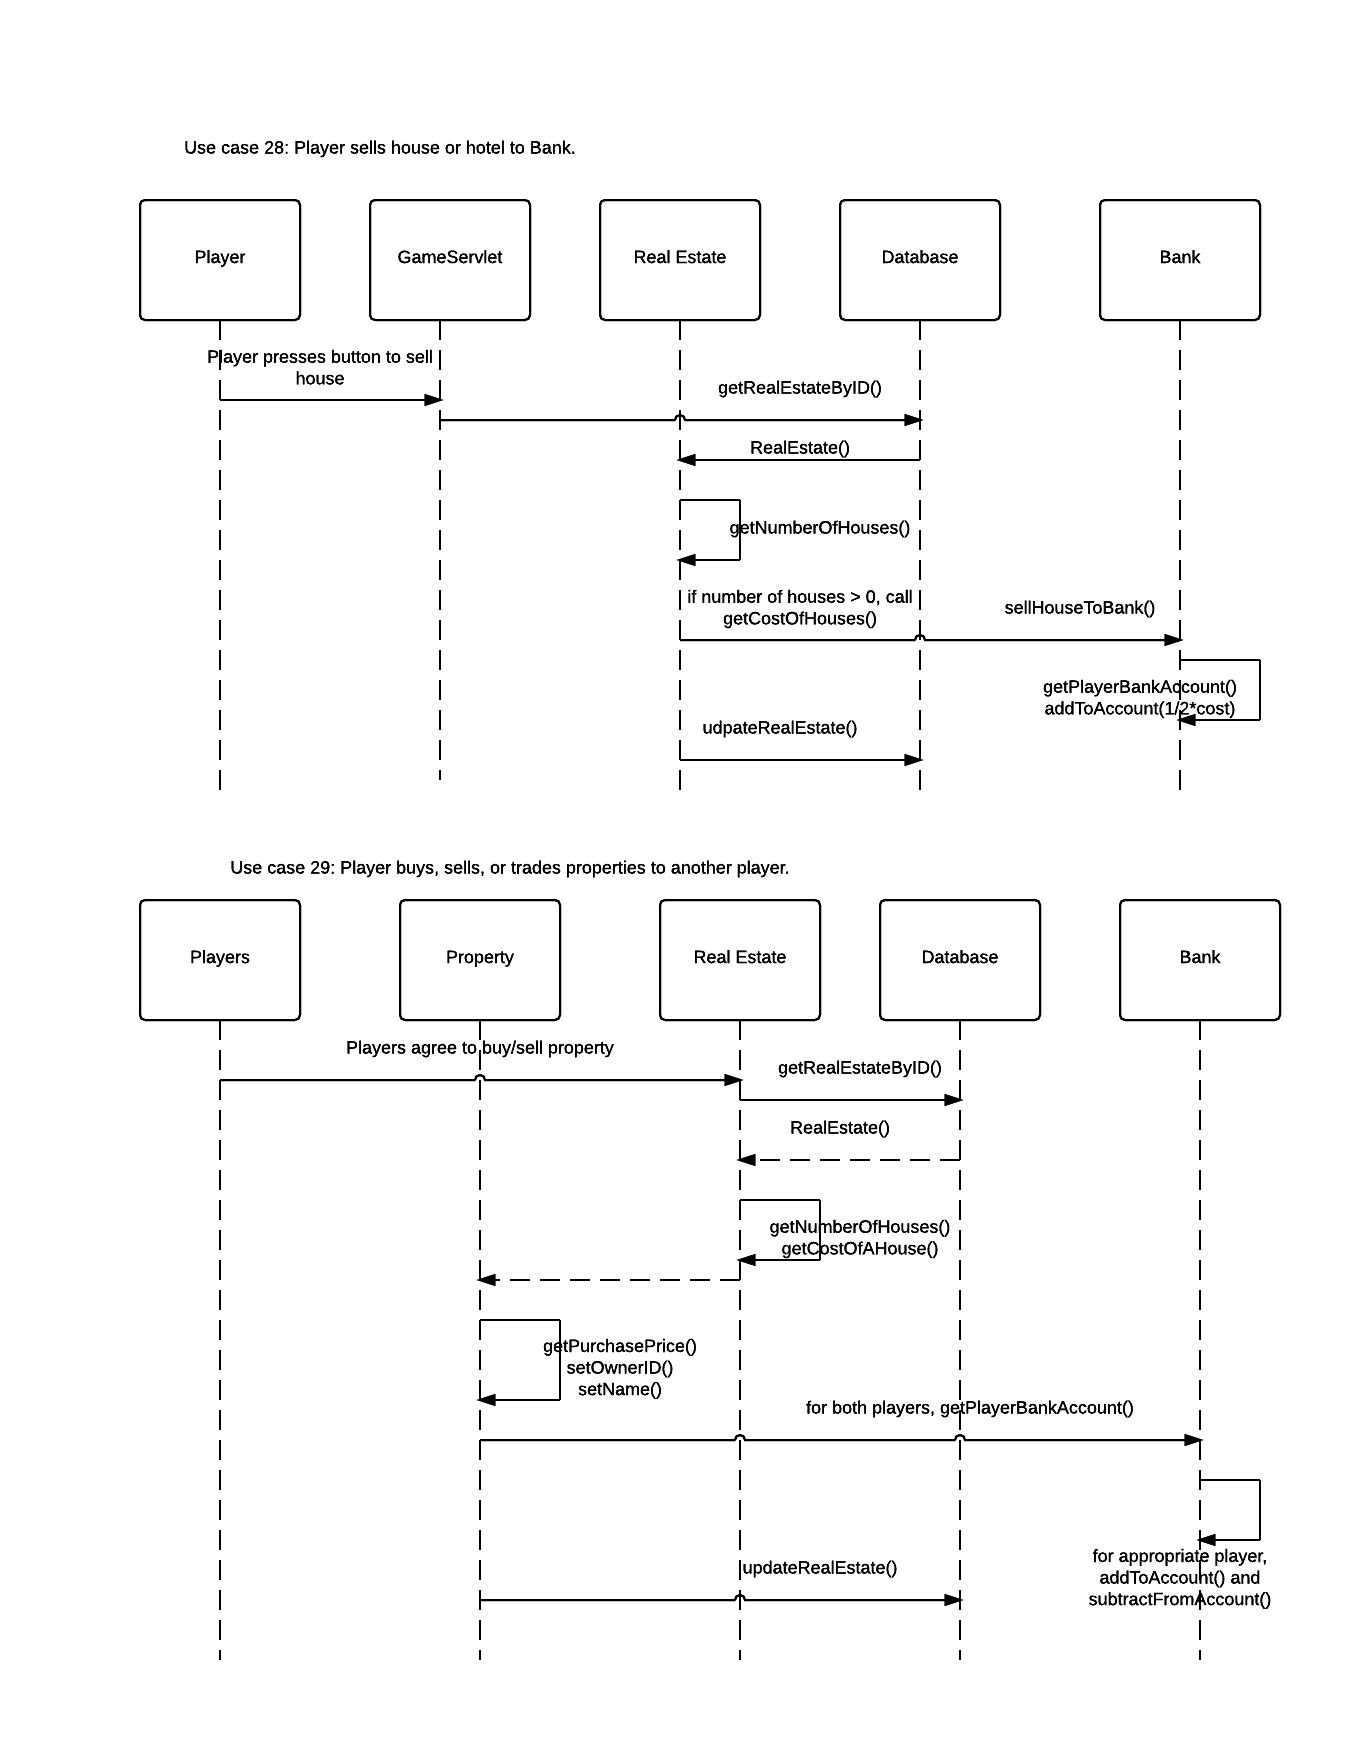 Use case 28: Player sells house or hotel to Bank.
Player
GameServlet
Real Estate
Database
Bank
Player presses button to sell
house
getRealEstateByID()
RealEstate()
getNumberOfHouses()
if number of houses > 0, call
getCostOfHouses()
sellHouseToBank()
getPlayerBankAccount()
addToAccount(1/2*cost)
udpateRealEstate()
Use case 29: Player buys, sells, or trades properties to another player.
Players
Property
Real Estate
Database
Bank
Players agree to buy/sell property
getRealEstateByID()
RealEstate()
getNumberOfHouses()
getCostOfAHouse()
getPurchasePrice()
setOwnerID()
setName()
for both players, getPlayerBankAccount()
for appropriate player,
addToAccount() and
subtractFromAccount()
updateRealEstate()